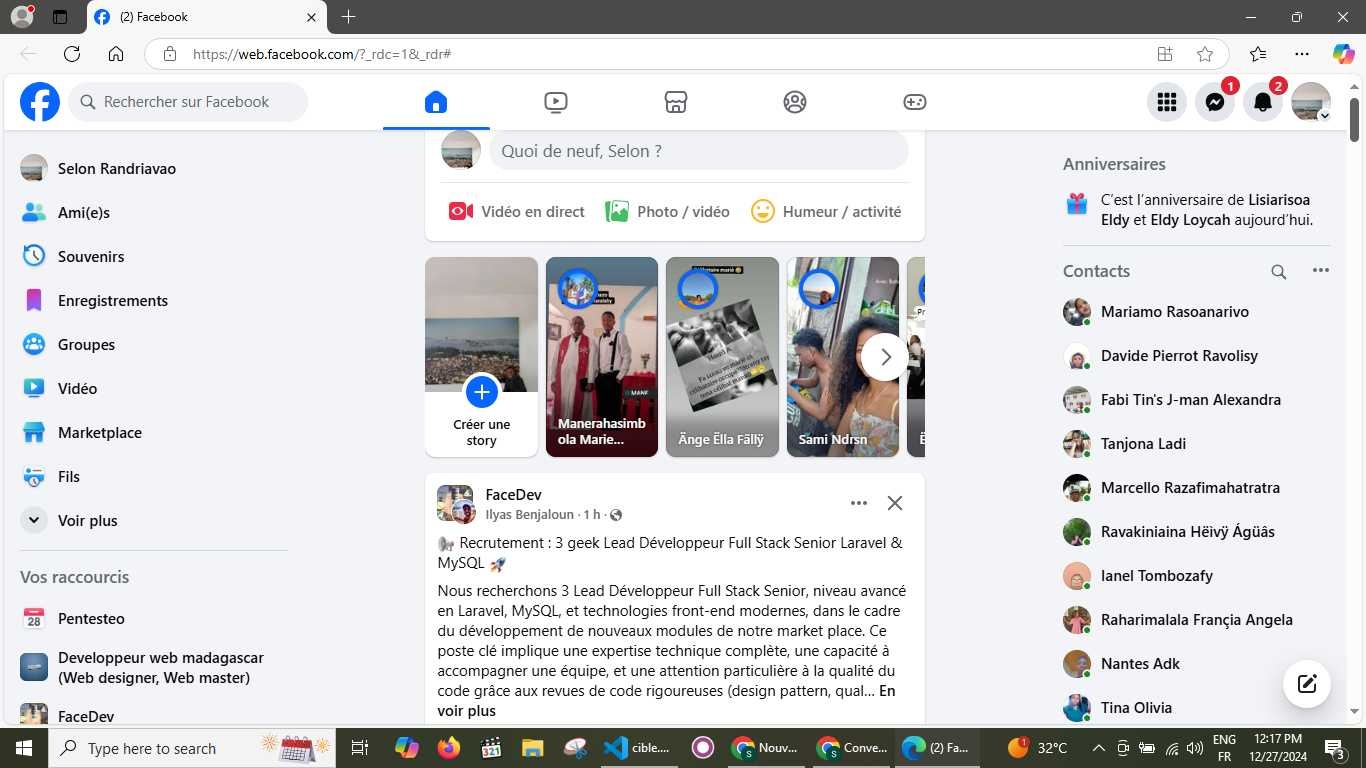 (2) Facebook
https://web.facebook.com/?_rdc=1&_rdr#
Rechercher sur Facebook
1
2
Selon Randriavao
Ami(e)s
Souvenirs
Enregistrements
Groupes
Vidéo
Marketplace
Fils
Voir plus
Vos raccourcis
28
Pentesteo
Developpeur web madagascar
(Web designer, Web master)
FaceDev
Quoi de neuf, Selon ?
Vidéo en direct
Photo / vidéo
Humeur / activité
Créer une
story
Manerahasimb
ola Marie...
Änge Ëlla Fällÿ
Sami Ndrsn
FaceDev
Ilyas Benjaloun · 1 h ·
Recrutement : 3 geek Lead Développeur Full Stack Senior Laravel &
MySQL
Nous recherchons 3 Lead Développeur Full Stack Senior, niveau avancé
en Laravel, MySQL, et technologies front-end modernes, dans le cadre
du développement de nouveaux modules de notre market place. Ce
poste clé implique une expertise technique complète, une capacité à
accompagner une équipe, et une attention particulière à la qualité du
code grâce aux revues de code rigoureuses (design pattern, qual... En
voir plus
Anniversaires
C'est l'anniversaire de Lisiarisoa
Eldy et Eldy Loycah aujourd'hui.
Contacts
Mariamo Rasoanarivo
Davide Pierrot Ravolisy
Fabi Tin's J-man Alexandra
Tanjona Ladi
Marcello Razafimahatratra
Ravakiniaina Hëìvÿ Ágüâs
Ianel Tombozafy
Raharimalala Françia Angela
Nantes Adk
Tina Olivia
Type here to search
321
cible....
Nouv...
Conve...
(2) Fa...
1
32°C
ENG
FR
12:17 PM
12/27/2024
3